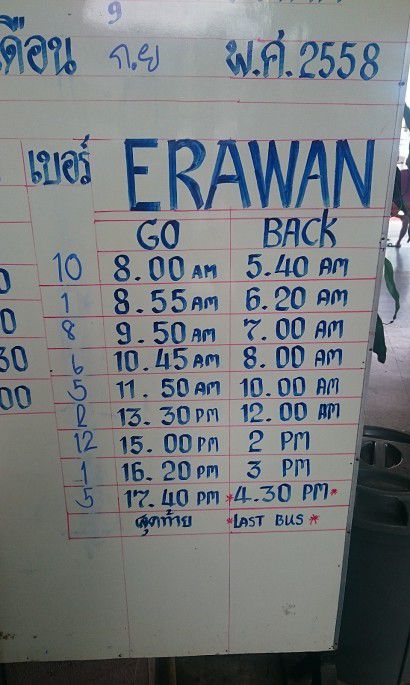 9
เดือน ก.ย พ.ศ. 2558
เบอร์ ERAWAN
GO BACK
10 8.00 AM 5.40 AM
1 8.55 AM 6.20 AM
8 9.50 AM 7.00 AM
30 6 10.45 AM 8.00 AM
00 5 11.50 AM 10.00 AM
2 13.30 PM 12.00 AM
12 15.00 PM 2 PM
1 16.20 PM 3 PM
5 17.40 PM *4.30 PM*
สุดท้าย *LAST BUS*